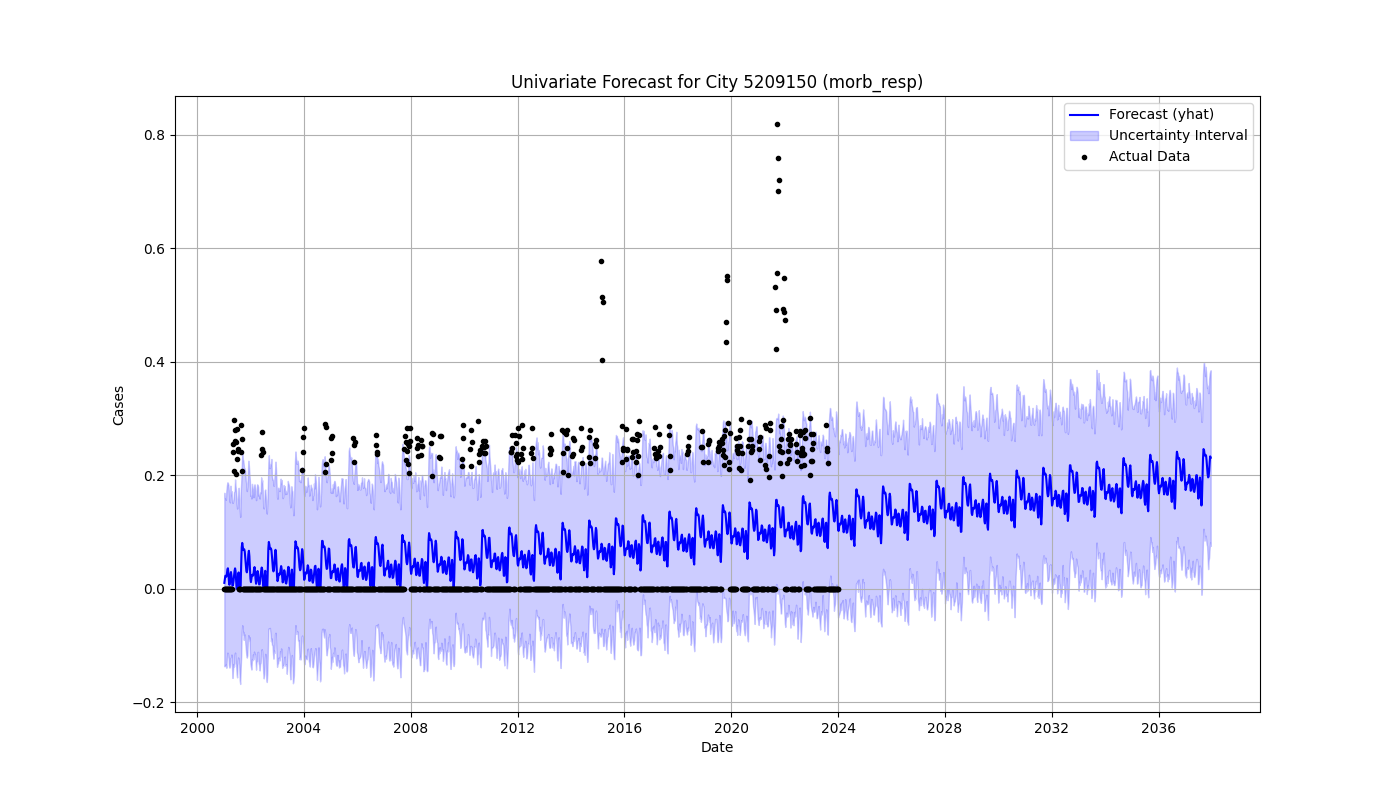 Univariate Forecast for City 5209150 (morb_resp)
Forecast (yhat)
Uncertainty Interval
Actual Data
Cases
0.8
0.6
0.4
0.2
0.0
−0.2
2000 2004 2008 2012 2016 2020 2024 2028 2032 2036
Date